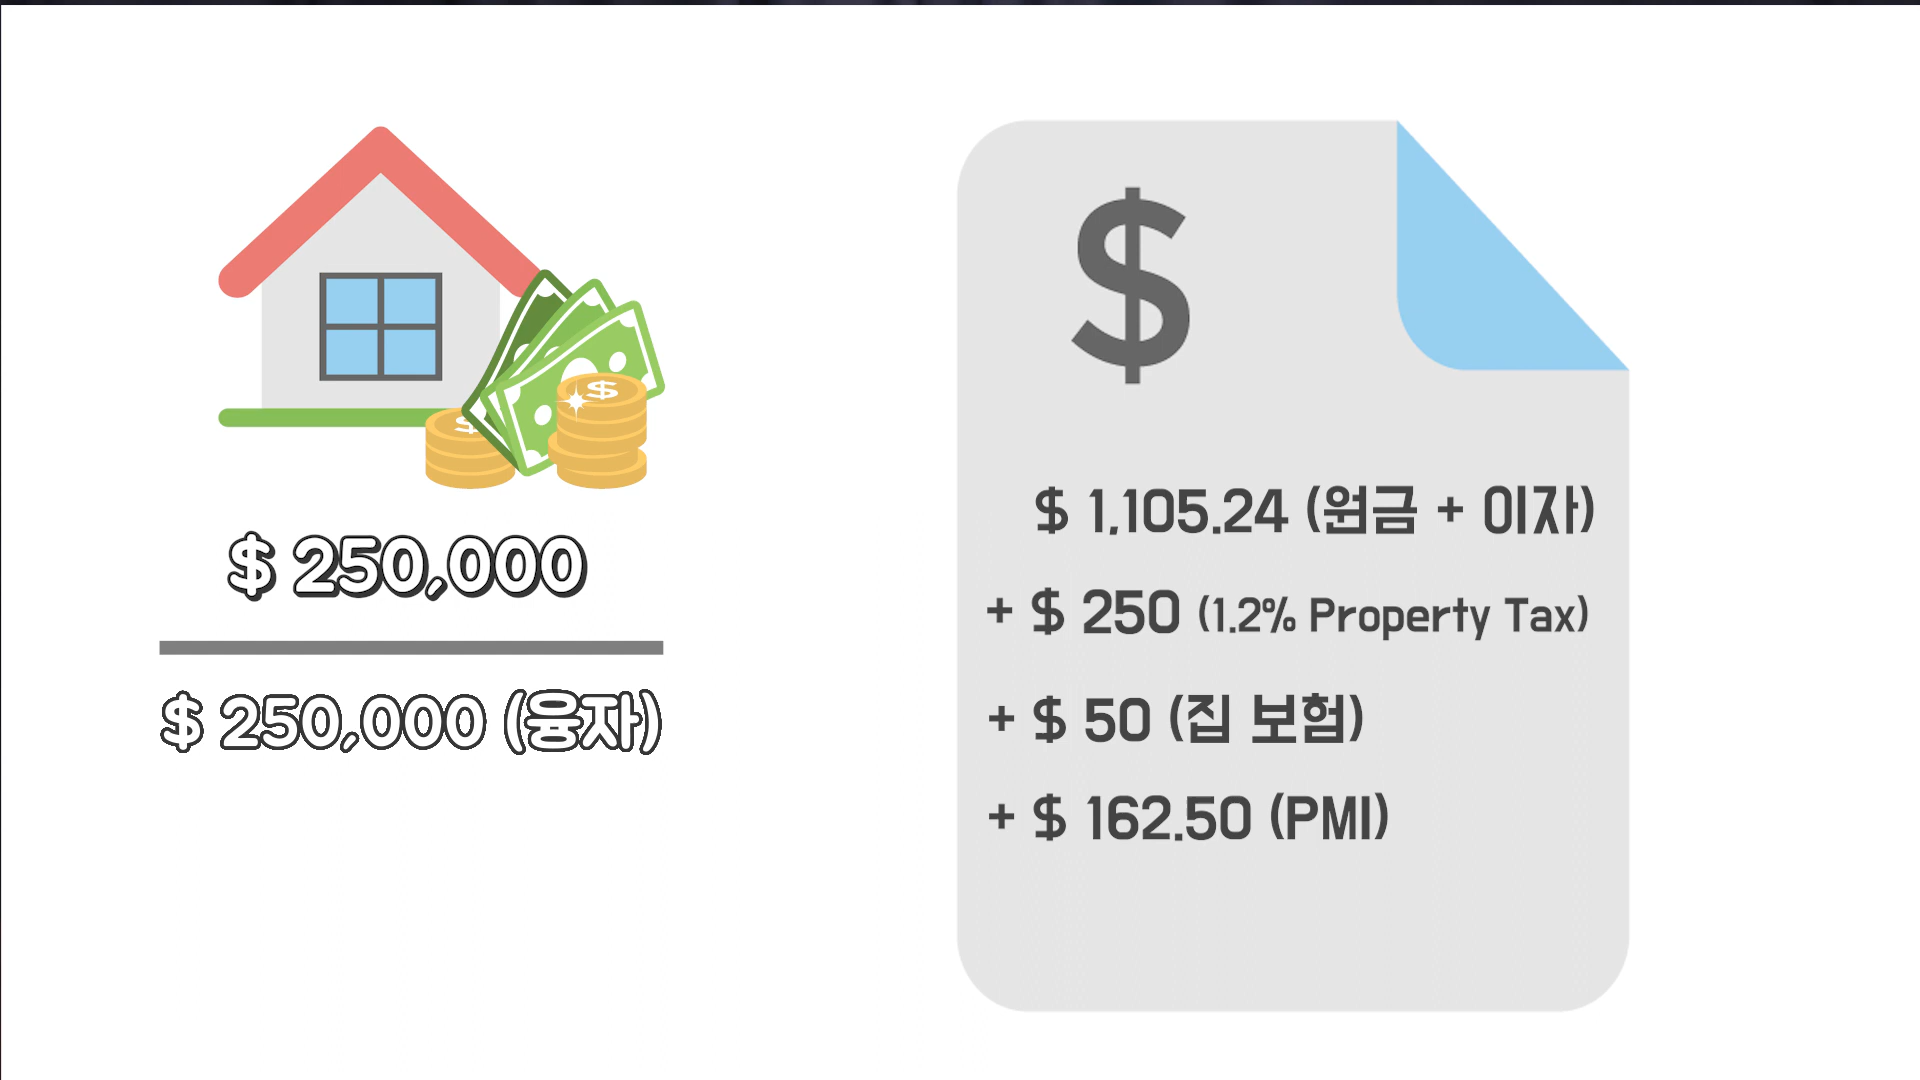 $ 250,000
$ 250,000 (융자)
$
$ 1,105.24 (원금 + 이자)
+ $ 250 (1.2% Property Tax)
+ $ 50 (집 보험)
+ $ 162.50 (PMI)